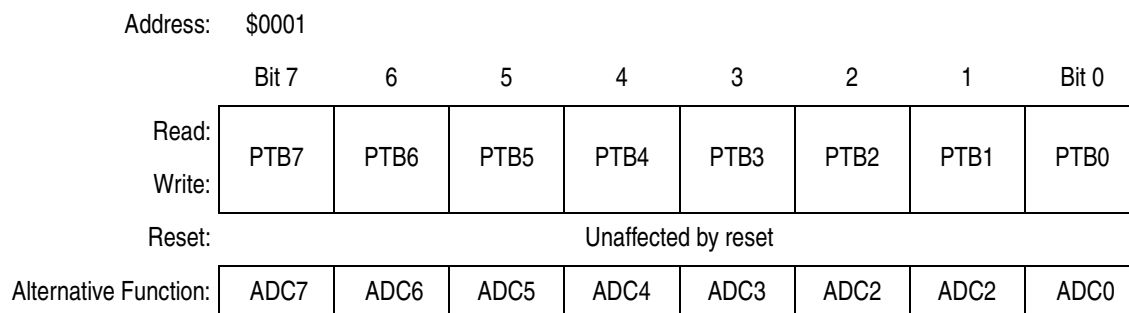 Address: $0001
Bit 7 6 5 4 3 2 1 Bit 0
Read:
PTB7 PTB6 PTB5 PTB4 PTB3 PTB2 PTB1 PTB0
Write:
Reset: Unaffected by reset
Alternative Function: ADC7 ADC6 ADC5 ADC4 ADC3 ADC2 ADC2 ADC0